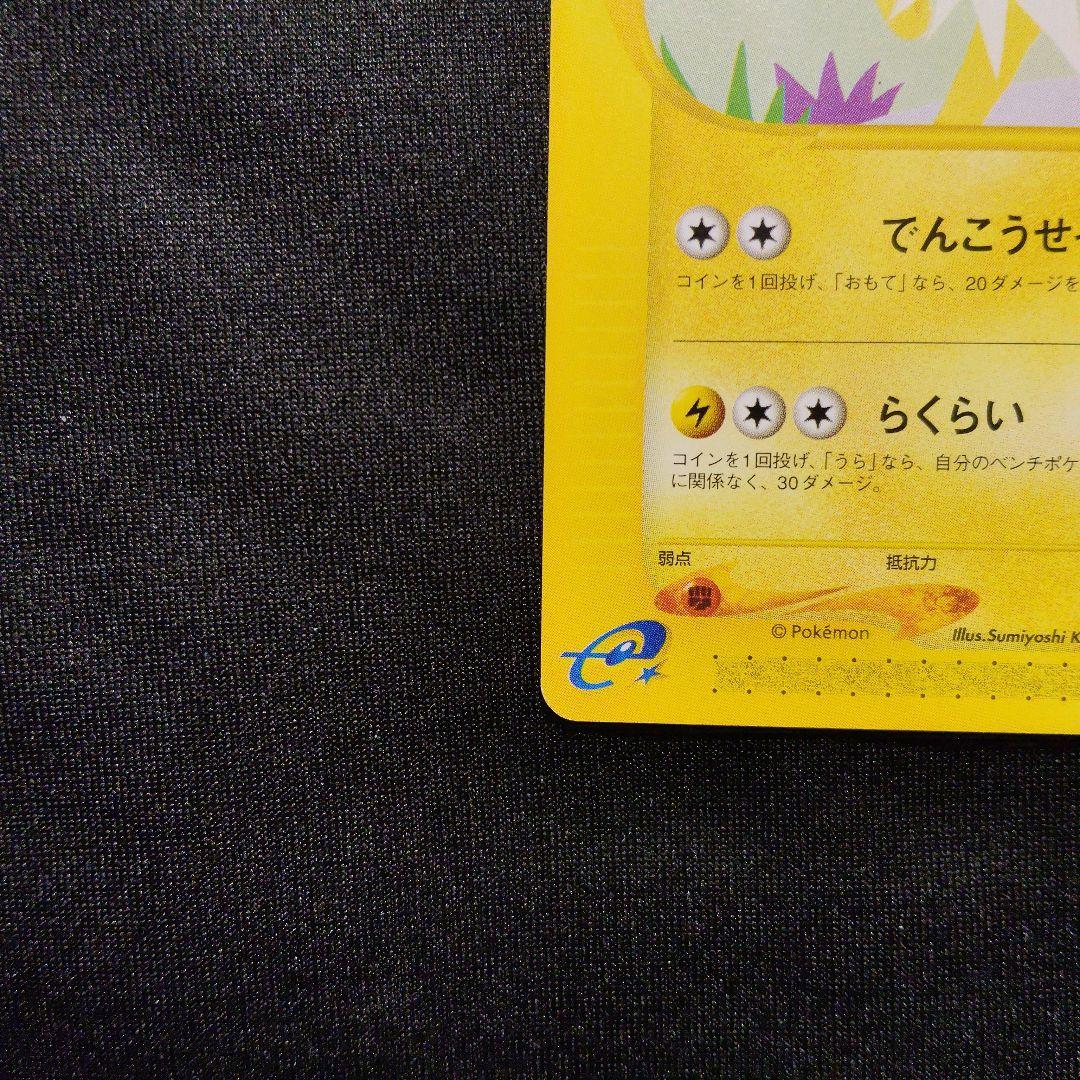 でんこうせ
コインを1回投げ、「おもて」なら、20ダメージを
らくらい
コインを1回投げ、「うら」なら、自分のベンチポケ
に関係なく、30ダメージ。
弱点 抵抗力
© Pokémon Illus.Sumiyoshi K
e